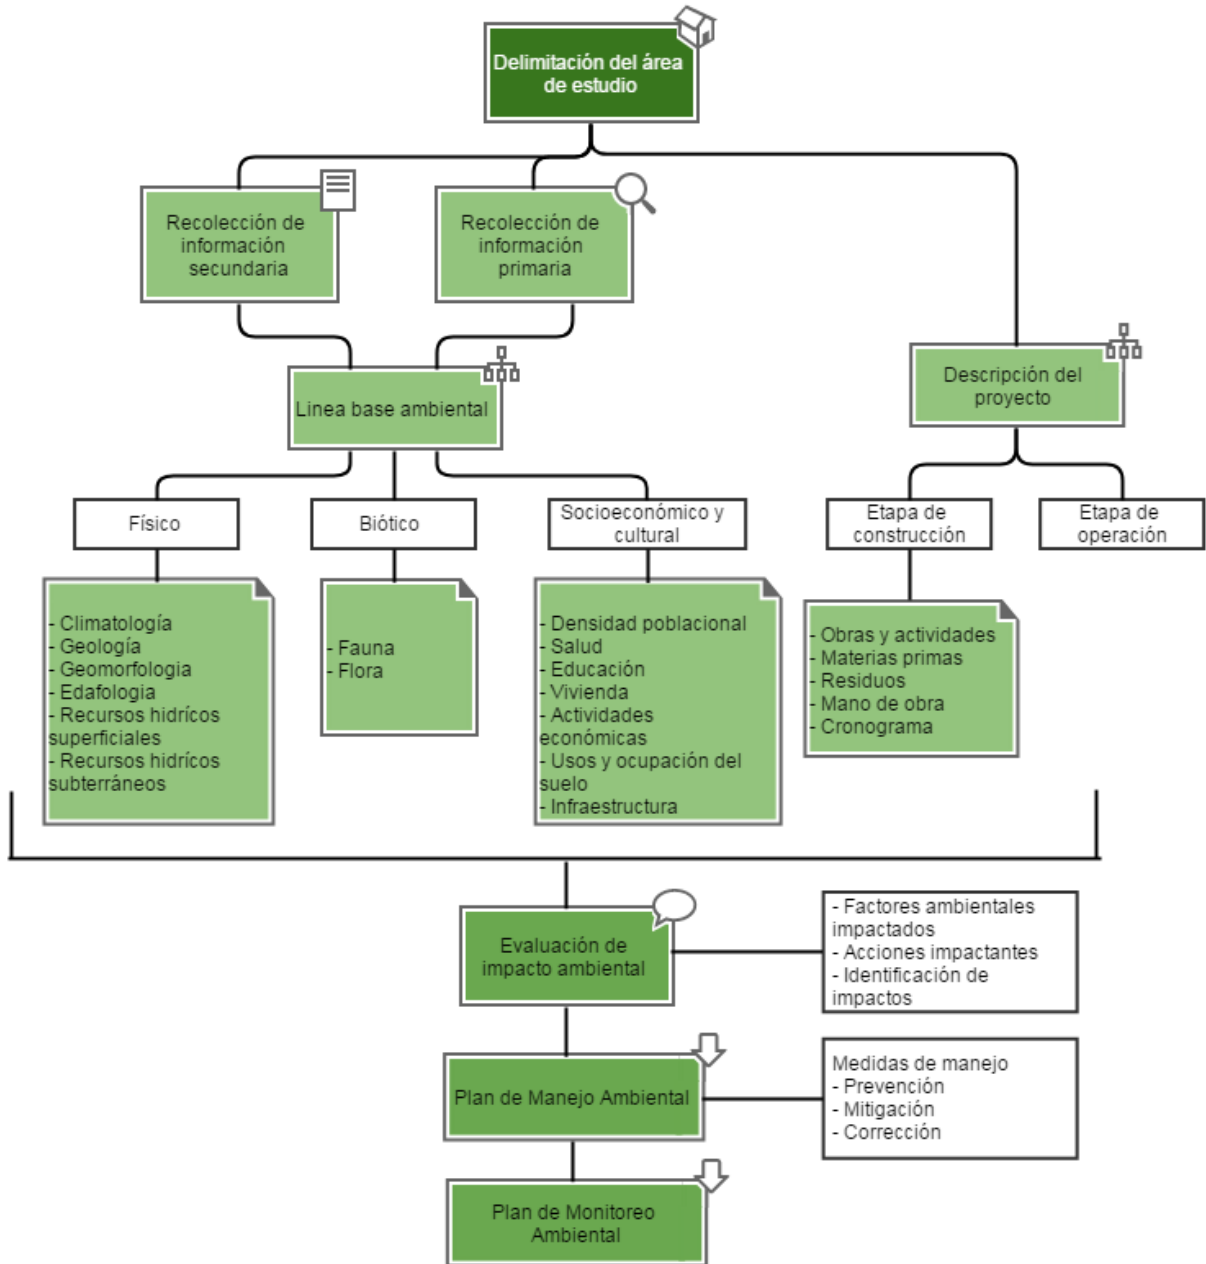 Delimitación del área
de estudio
Recolección de
información
secundaria
Recolección de
información
primaria
Linea base ambiental
Descripción del
proyecto
Físico
Biótico
Socioeconómico y
cultural
Etapa de
construcción
Etapa de
operación
- Climatología
- Geología
- Geomorfologia
- Edafologia
- Recursos hidrícos
superficiales
- Recursos hidrícos
subterráneos
- Fauna
- Flora
- Densidad poblacional
- Salud
- Educación
- Vivienda
- Actividades
económicas
- Usos y ocupación del
suelo
- Infraestructura
- Obras y actividades
- Materias primas
- Residuos
- Mano de obra
- Cronograma
Evaluación de
impacto ambiental
- Factores ambientales
impactados
- Acciones impactantes
- Identificación de
impactos
Plan de Manejo Ambiental
Medidas de manejo
- Prevención
- Mitigación
- Corrección
Plan de Monitoreo
Ambiental